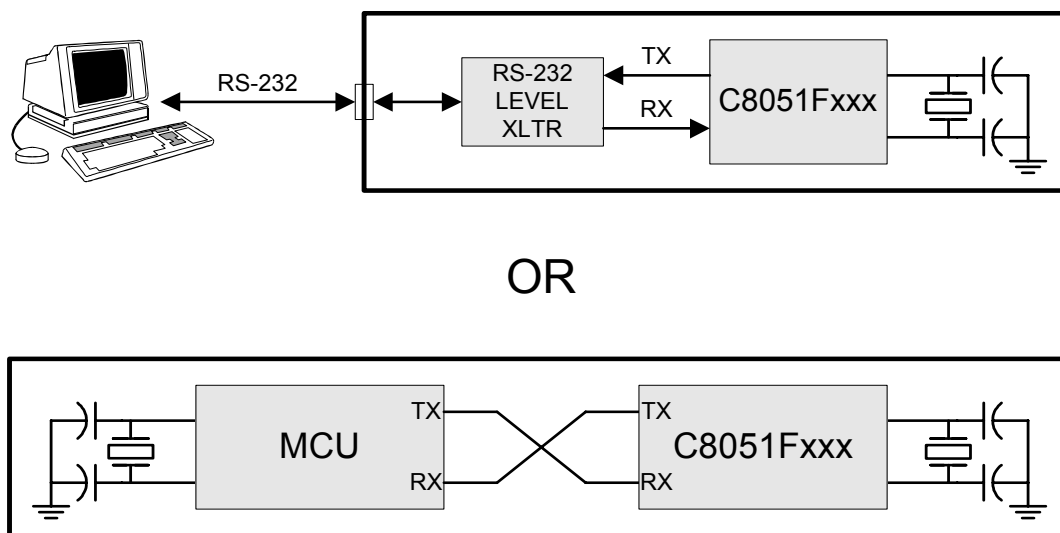 RS-232
RS-232
LEVEL
XLTR
TX
RX
C8051Fxxx
OR
MCU
TX
RX
TX
RX
C8051Fxxx